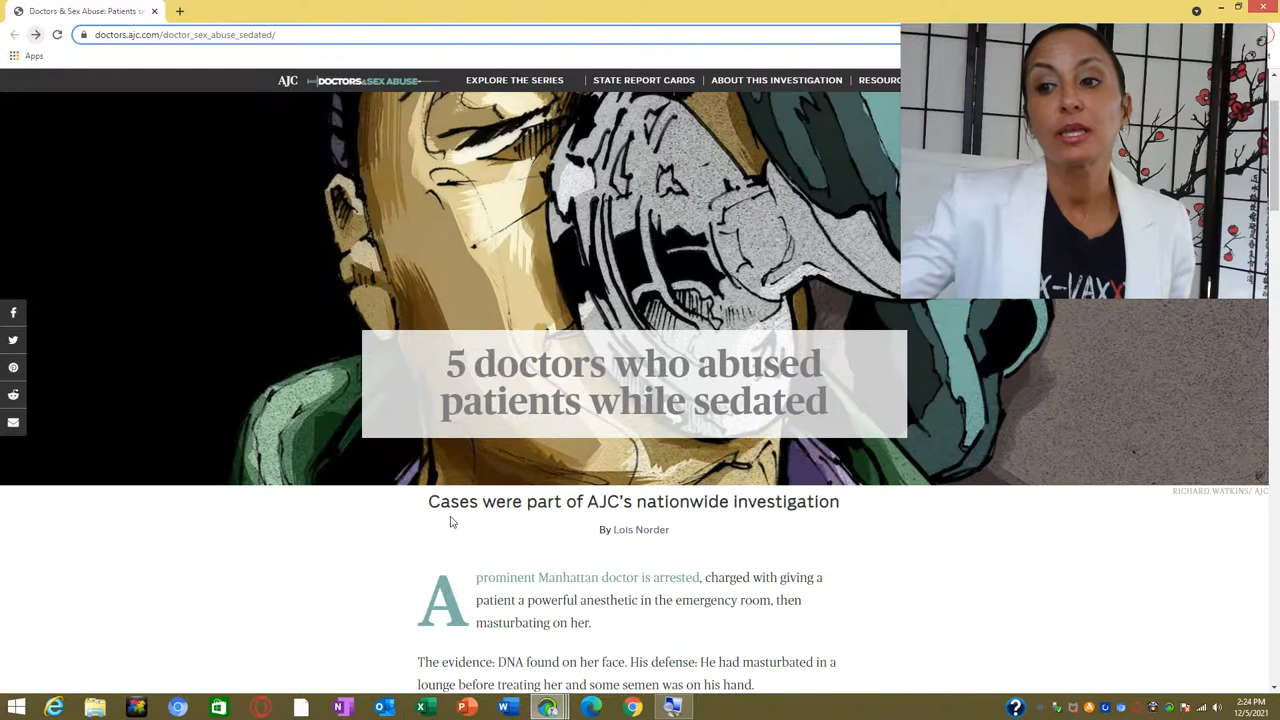 Doctors & Sex Abuse: Patients se
doctors.ajc.com/doctor_sex_abuse_sedated/
Apps
AJC DOCTORS&SEX ABUSE EXPLORE THE SERIES STATE REPORT CARDS ABOUT THIS INVESTIGATION RESOURC
X-VAXX
5 doctors who abused
patients while sedated
RICHARD WATKINS/ AJC
Cases were part of AJC's nationwide investigation
By Lois Norder
A prominent Manhattan doctor is arrested, charged with giving a
patient a powerful anesthetic in the emergency room, then
masturbating on her.
The evidence: DNA found on her face. His defense: He had masturbated in a
lounge before treating her and some semen was on his hand.
2:24 PM
12/5/2021